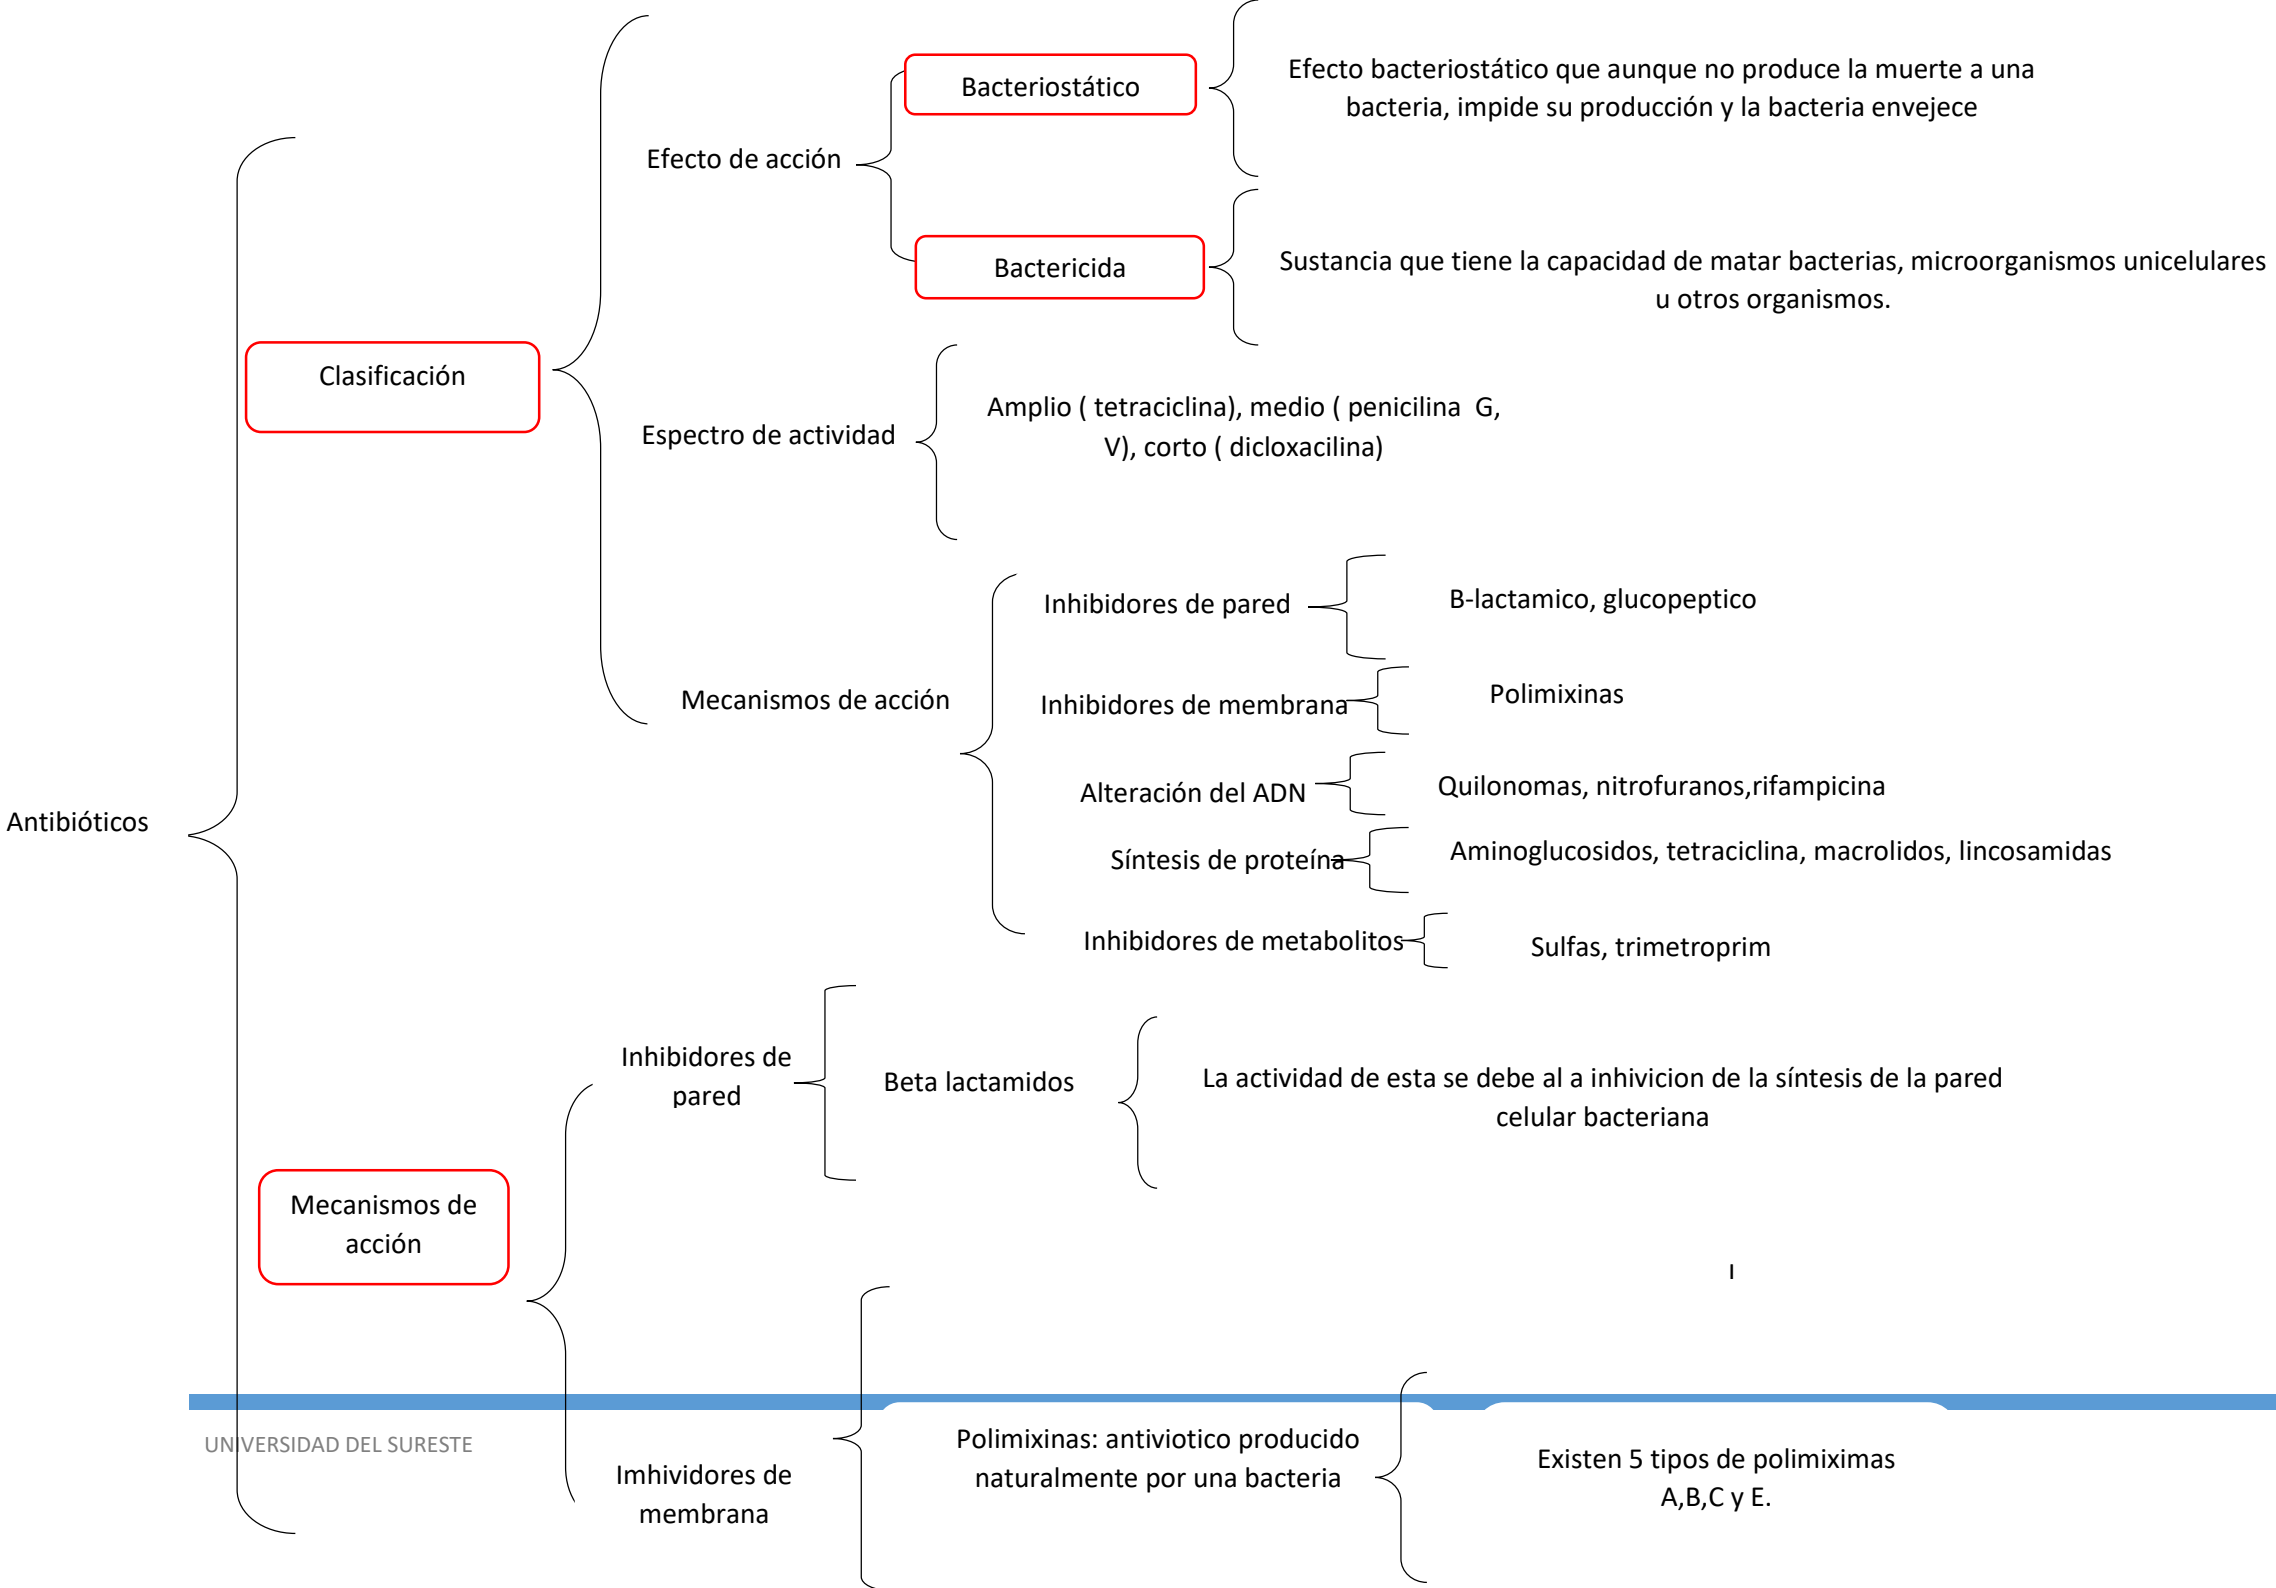 Antibióticos
Clasificación
Efecto de acción
Bacteriostático
Efecto bacteriostático que aunque no produce la muerte a una
bacteria, impide su producción y la bacteria envejece
Bactericida
Sustancia que tiene la capacidad de matar bacterias, microorganismos unicelulares
u otros organismos.
Espectro de actividad
Amplio ( tetraciclina), medio ( penicilina  G,
V), corto ( dicloxacilina)
Mecanismos de acción
Inhibidores de pared
B-lactamico, glucopeptico
Inhibidores de membrana
Polimixinas
Alteración del ADN
Quilonomas, nitrofuranos,rifampicina
Síntesis de proteína
Aminoglucosidos, tetraciclina, macrolidos, lincosamidas
Inhibidores de metabolitos
Sulfas, trimetroprim
Mecanismos de
acción
Inhibidores de
pared
Beta lactamidos
La actividad de esta se debe al a inhivicion de la síntesis de la pared
celular bacteriana
Imhividores de
membrana
Polimixinas: antiviotico producido
naturalmente por una bacteria
Existen 5 tipos de polimiximas
A,B,C y E.
UNIVERSIDAD DEL SURESTE